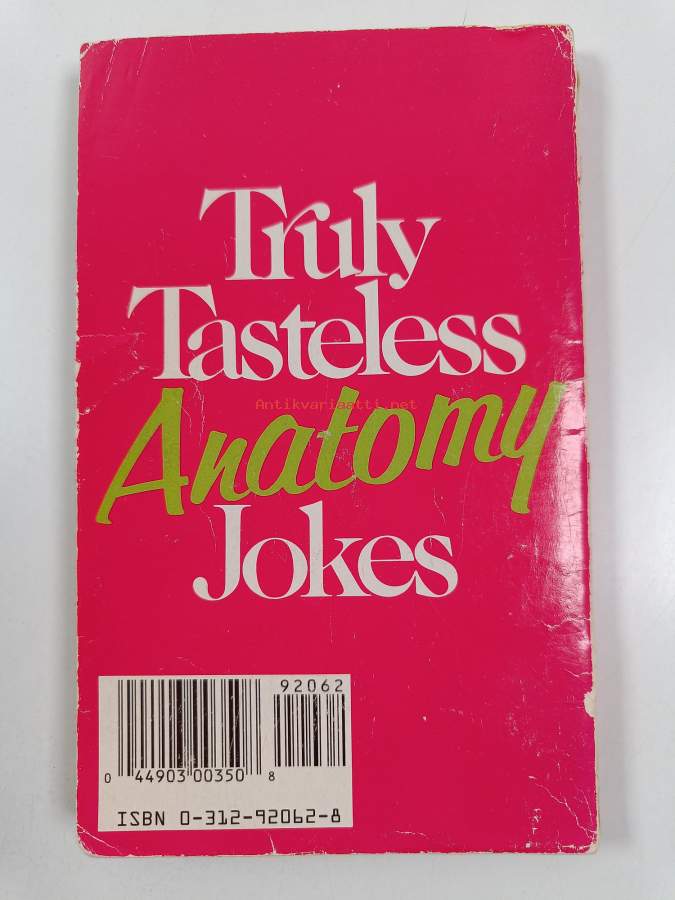 Truly
Tasteless
Antikvariaatti.net
Anatomy
Jokes
92062
0 44903 00350 8
ISBN 0-312-92062-8